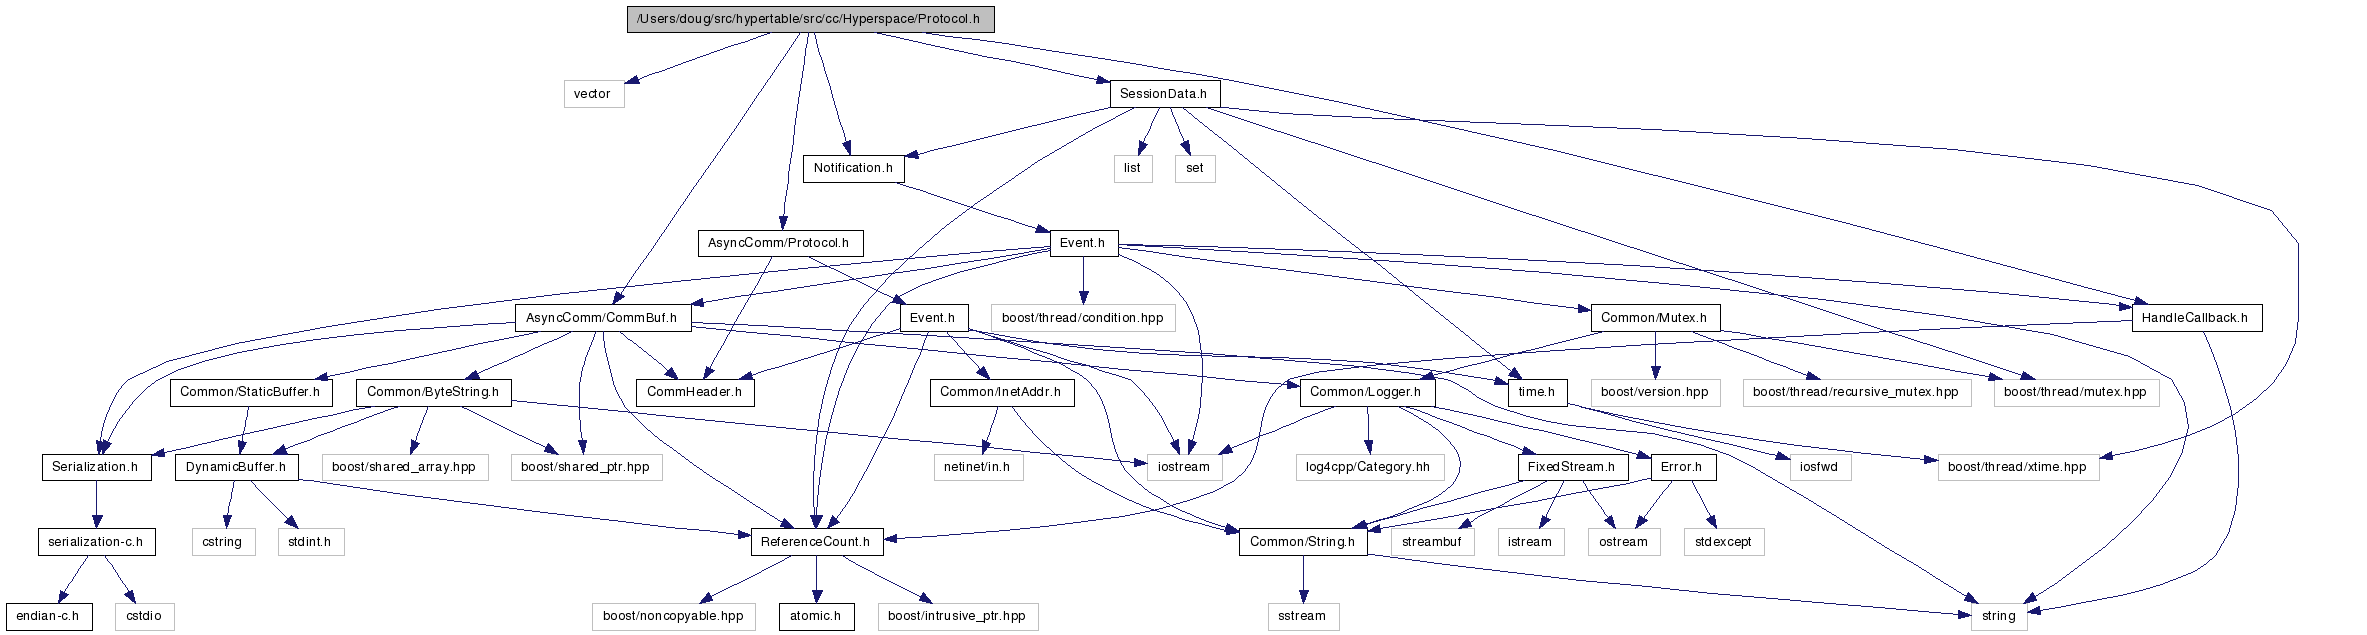 /Users/doug/src/hypertable/src/cc/Hyperspace/Protocol.h
vector
SessionData.h
Notification.h
list
set
AsyncComm/Protocol.h
Event.h
AsyncComm/CommBuf.h
Event.h
boost/thread/condition.hpp
Common/Mutex.h
HandleCallback.h
Common/StaticBuffer.h
Common/ByteString.h
CommHeader.h
Common/InetAddr.h
Common/Logger.h
time.h
boost/version.hpp
boost/thread/recursive_mutex.hpp
boost/thread/mutex.hpp
Serialization.h
DynamicBuffer.h
boost/shared_array.hpp
boost/shared_ptr.hpp
netinet/in.h
iostream
log4cpp/Category.hh
FixedStream.h
Error.h
iosfwd
boost/thread/xtime.hpp
serialization-c.h
cstring
stdint.h
ReferenceCount.h
Common/String.h
streambuf
istream
ostream
stdexcept
endian-c.h
cstdio
boost/noncopyable.hpp
atomic.h
boost/intrusive_ptr.hpp
sstream
string